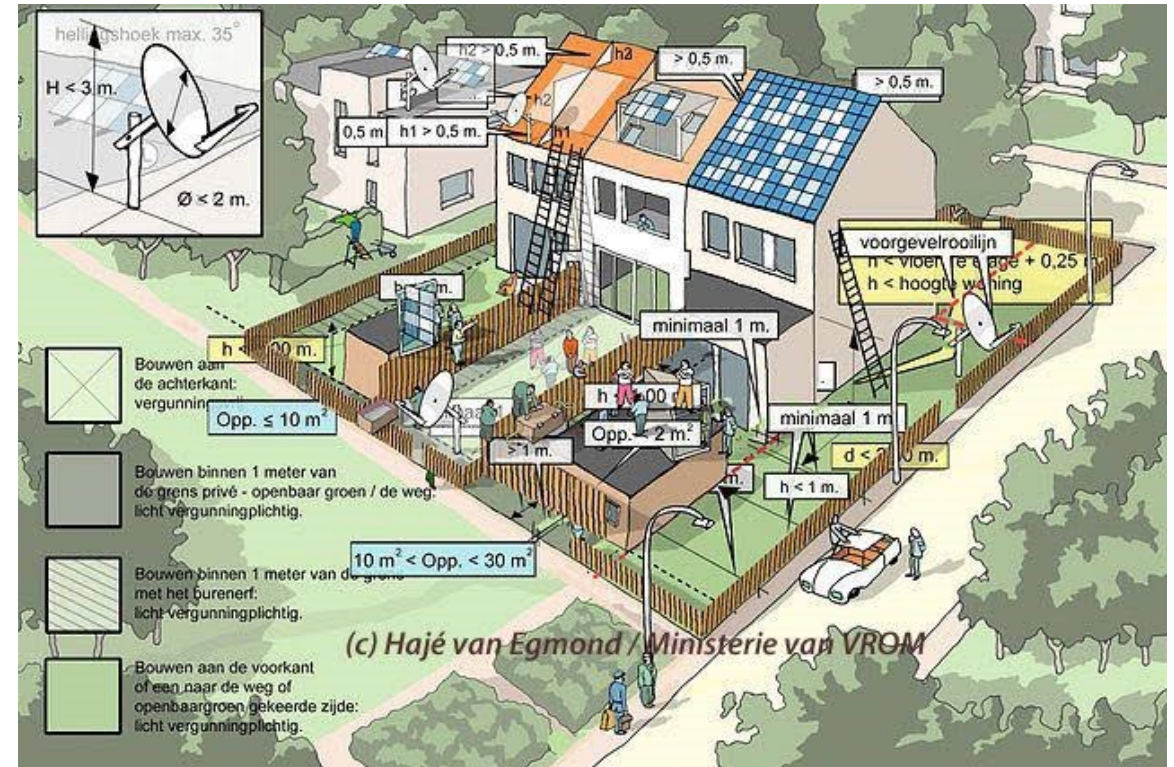 hellingshoek max. 35°
H < 3 m.
Ø < 2 m.
h2 > 0,5 m.
h3
> 0,5 m.
> 0,5 m.
h2
0,5 m
h1 > 0,5 m.
h1
voorgevelrooilijn
+ 0,25
h < hoogte woning
minimaal 1 m.
h <
Opp. ≤ 10 m²
Opp. < 2 m.²
minimaal 1 m
> 1 m.
m.
h < 1 m.
10 m² < Opp. < 30 m²
Bouwen aan
de achterkant:
Bouwen binnen 1 meter van
de grens privé - openbaar groen / de weg:
licht vergunningplichtig.
Bouwen binnen 1 meter van de
met het burenerf:
licht vergunningplichtig.
Bouwen aan de voorkant
of een naar de weg of
openbaargroen gekeerde zijde:
licht vergunningplichtig.
(c) Hajé van Egmond / Ministerie van VROM